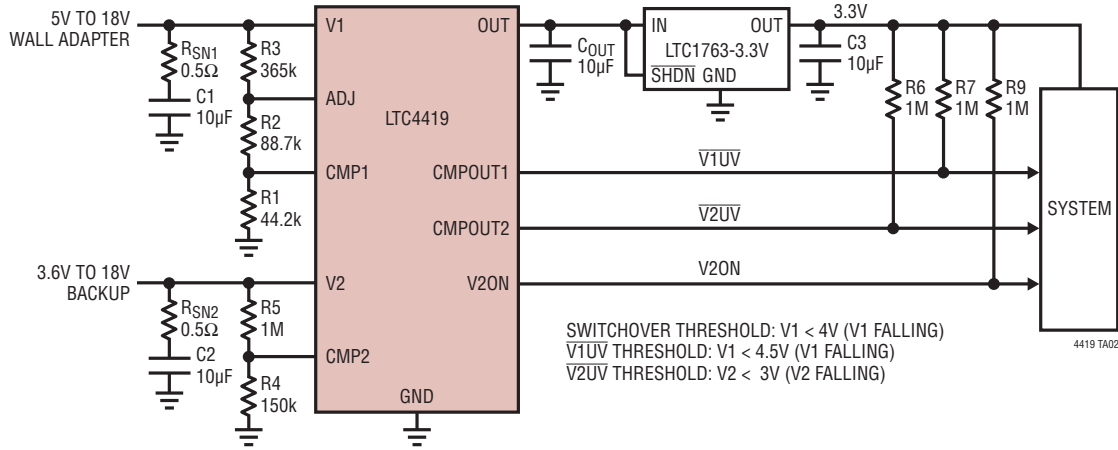 5V TO 18V
WALL ADAPTER
RSN1
0.5Ω
C1
10µF
R3
365k
R2
88.7k
R1
44.2k
3.6V TO 18V
BACKUP
RSN2
0.5Ω
C2
10µF
R5
1M
R4
150k
V1
ADJ
CMP1
V2
CMP2
GND
LTC4419
OUT
CMPOUT1
CMPOUT2
V2ON
COUT
10µF
IN
OUT
LTC1763-3.3V
SHDN GND
3.3V
C3
10µF
R6
1M
R7
1M
R9
1M
V1UV
V2UV
V2ON
SYSTEM
SWITCHOVER THRESHOLD: V1 < 4V (V1 FALLING)
V1UV THRESHOLD: V1 < 4.5V (V1 FALLING)
V2UV THRESHOLD: V2 < 3V (V2 FALLING)
4419 TA02